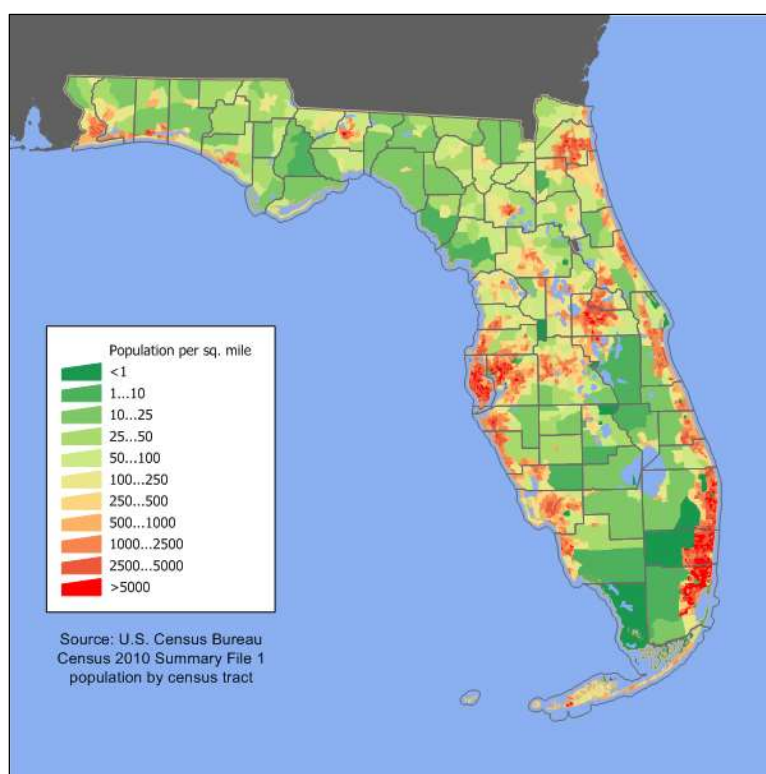 Population per sq. mile
<1
1...10
10...25
25...50
50...100
100...250
250...500
500...1000
1000...2500
2500...5000
>5000
Source: U.S. Census Bureau
Census 2010 Summary File 1
population by census tract